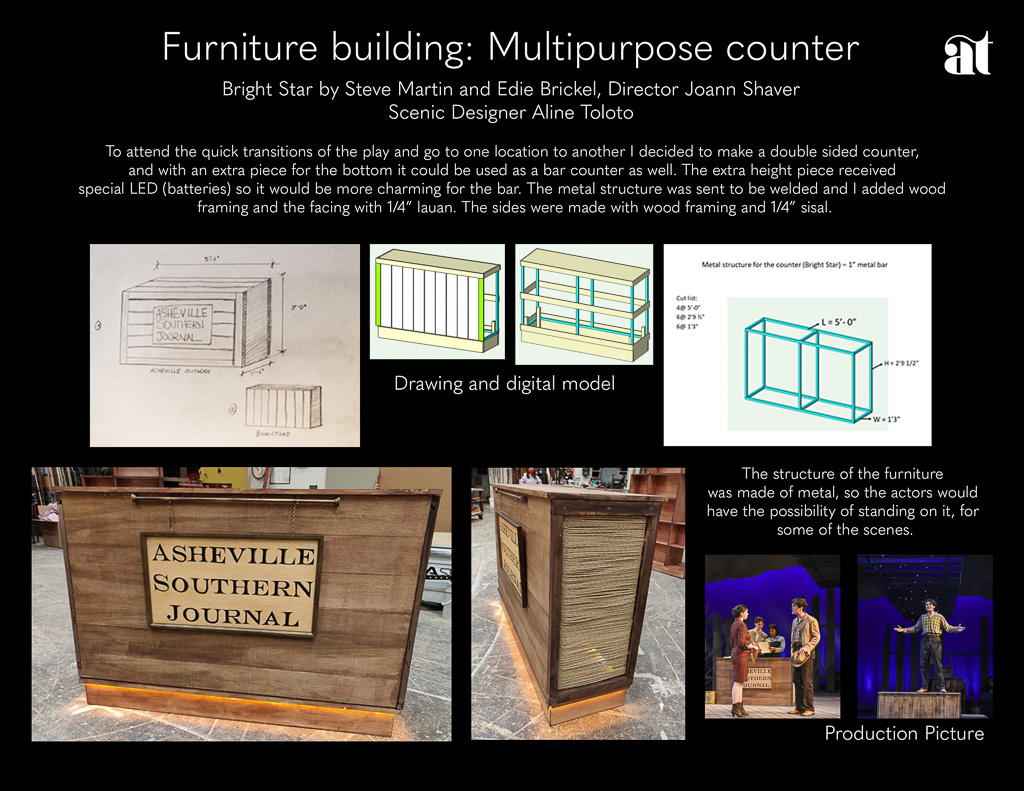 Furniture building: Multipurpose counter
at
Bright Star by Steve Martin and Edie Brickel, Director Joann Shaver
Scenic Designer Aline Toloto
To attend the quick transitions of the play and go to one location to another I decided to make a double sided counter,
and with an extra piece for the bottom it could be used as a bar counter as well. The extra height piece received
special LED (batteries) so it would be more charming for the bar. The metal structure was sent to be welded and I added wood
framing and the facing with 1/4” lauan. The sides were made with wood framing and 1/4” sisal.
ASHEVILLE
SOUTHERN
JOURNAL
ASHEVILLE SOUTHERN
BOOKSTORE
Drawing and digital model
Metal structure for the counter (Bright Star) – 1” metal bar
Cut list:
4@ 5'-0”
6@ 2'9 ½”
6@ 1'3”
L = 5'- 0”
H = 2'9 1/2”
W = 1'3”
ASHEVILLE
SOUTHERN
JOURNAL
The structure of the furniture
was made of metal, so the actors would
have the possibility of standing on it, for
some of the scenes.
Production Picture